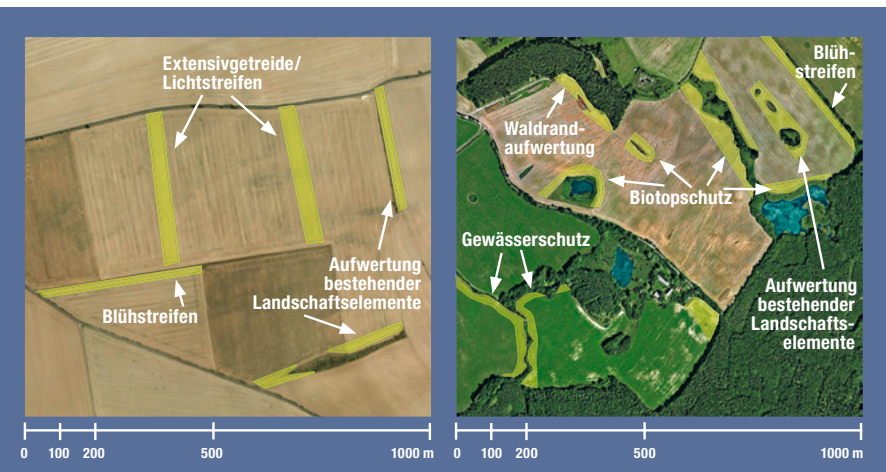 Extensivgetreide/
Lichtstreifen
Aufwertung
bestehender
Landschaftselemente
Blühstreifen
0 100 200 500 1000 m
Blüh-
streifen
Waldrand-
aufwertung
Biotopschutz
Gewässerschutz
Aufwertung
bestehender
Landschafts-
elemente
0 100 200 500 1000 m